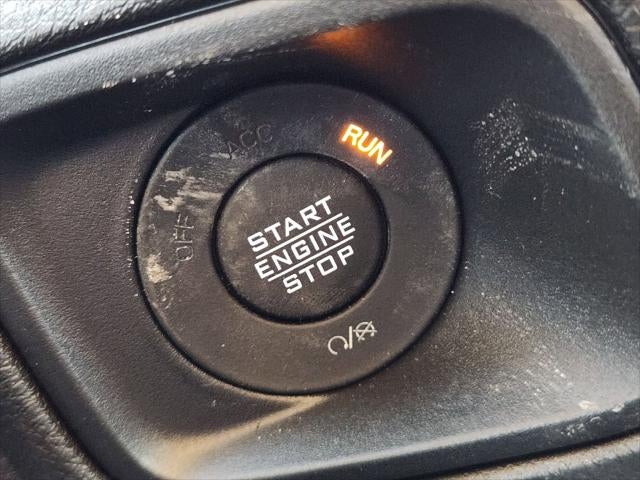 ACC
RUN
OFF
START
ENGINE
STOP